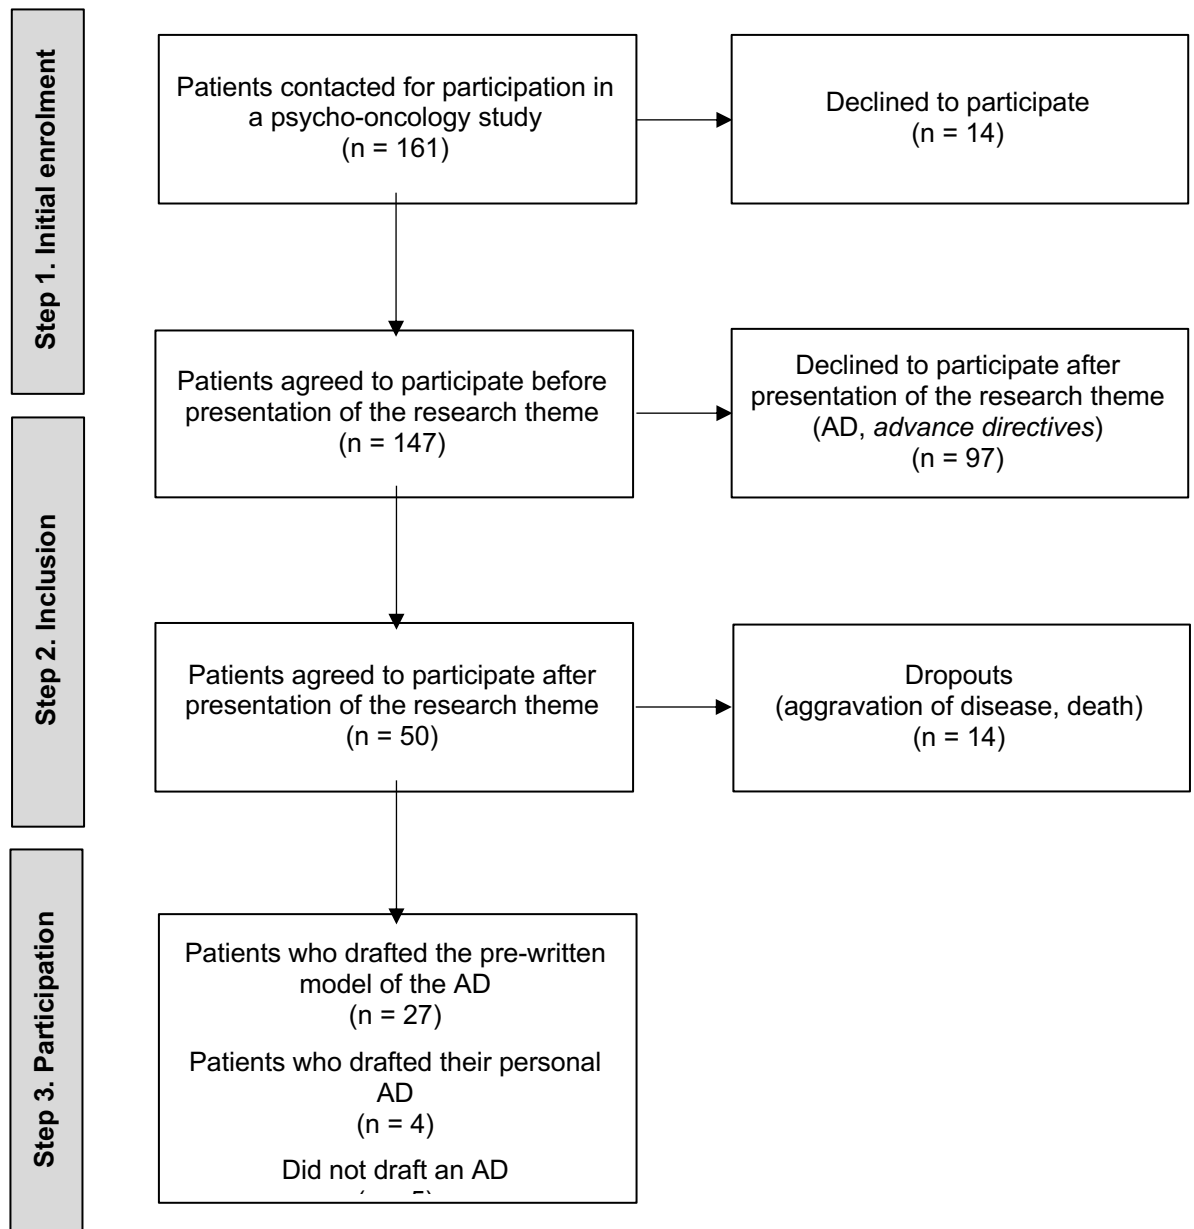 Step 1. Initial enrolment
Patients contacted for participation in
a psycho-oncology study
(n = 161)
Declined to participate
(n = 14)
Patients agreed to participate before
presentation of the research theme
(n = 147)
Declined to participate after
presentation of the research theme
(AD, advance directives)
(n = 97)
Step 2. Inclusion
Patients agreed to participate after
presentation of the research theme
(n = 50)
Dropouts
(aggravation of disease, death)
(n = 14)
Step 3. Participation
Patients who drafted the pre-written
model of the AD
(n = 27)
Patients who drafted their personal
AD
(n = 4)
Did not draft an AD